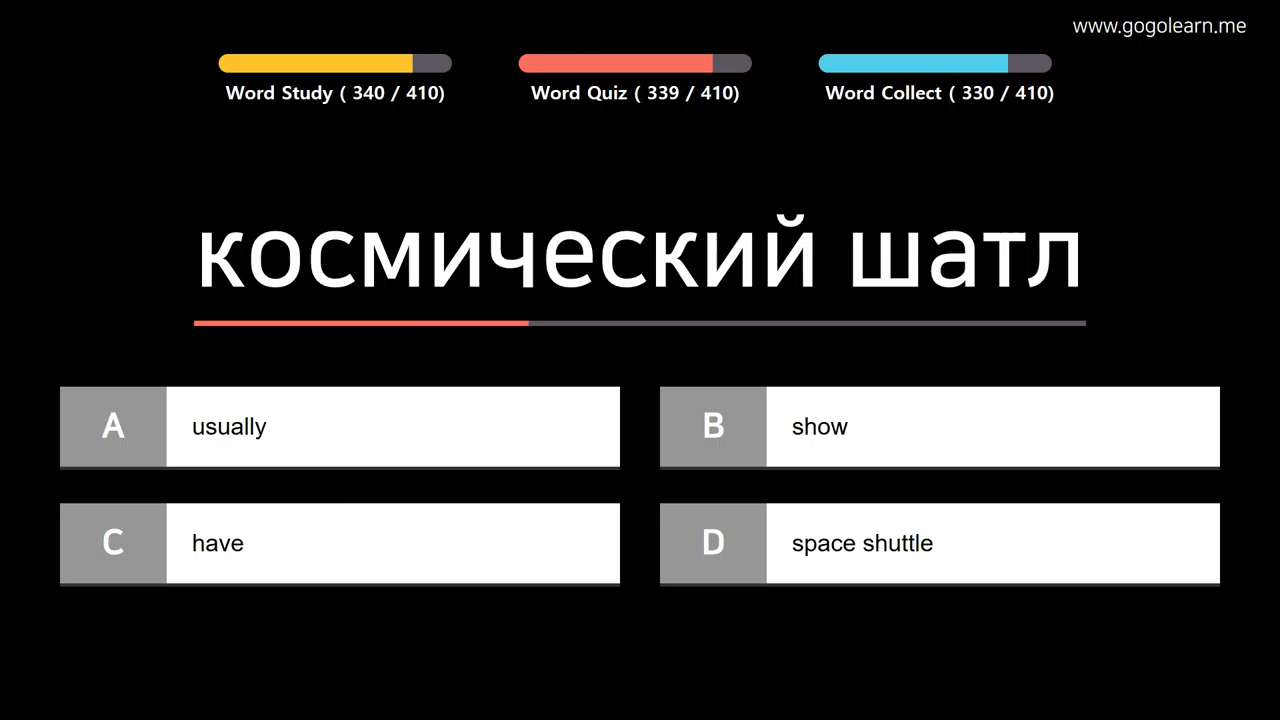 www.gogolearn.me
Word Study ( 340 / 410)
Word Quiz ( 339 / 410)
Word Collect ( 330 / 410)
космический шатл
A
usually
B
show
C
have
D
space shuttle